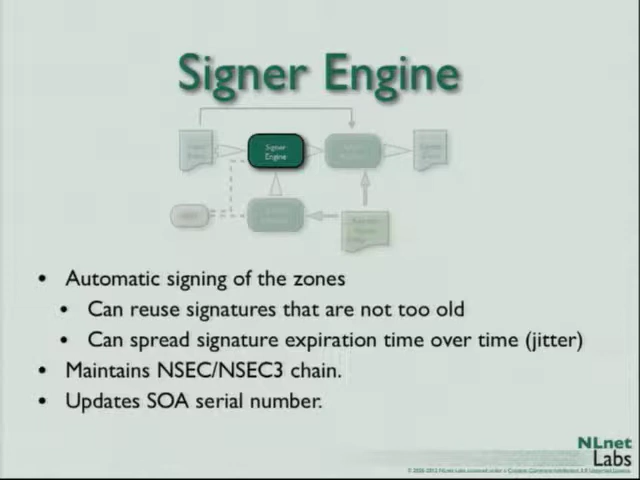 Signer Engine
Signer
Engine
• Automatic signing of the zones
• Can reuse signatures that are not too old
• Can spread signature expiration time over time (jitter)
• Maintains NSEC/NSEC3 chain.
• Updates SOA serial number.
NLnet
Labs